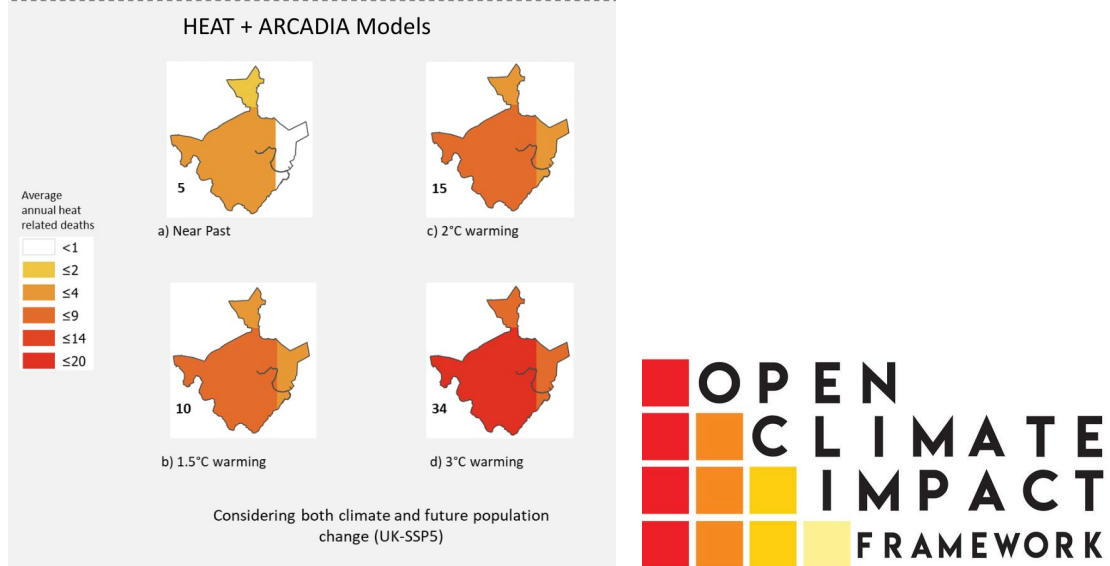 HEAT + ARCADIA Models
5
a) Near Past
15
c) 2°C warming
Average
annual heat
related deaths
<1
≤2
≤4
≤9
≤14
≤20
10
b) 1.5°C warming
34
d) 3°C warming
Considering both climate and future population
change (UK-SSP5)
OPEN
CLIMATE
IMPACT
FRAMEWORK